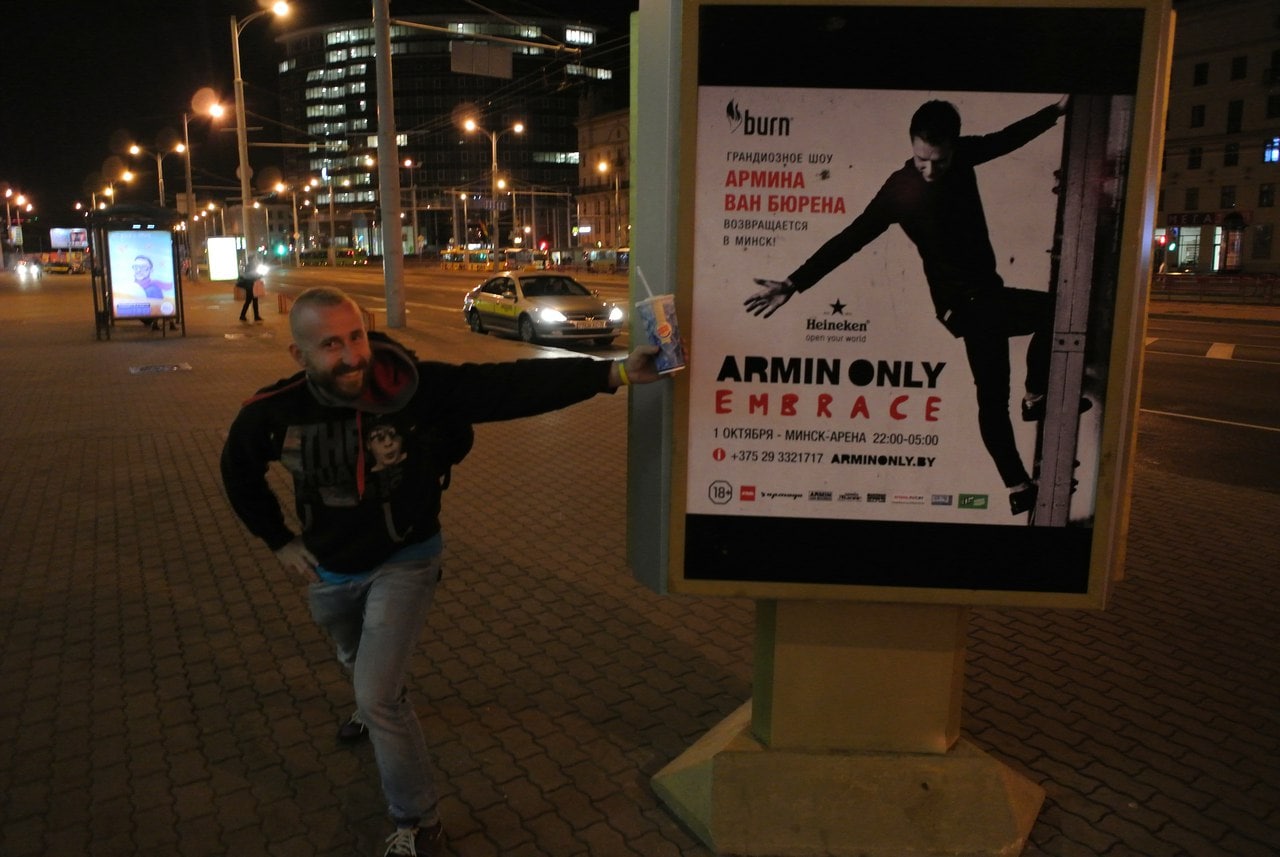 burn
ГРАНДИОЗНОЕ ШОУ
АРМИНА
ВАН БЮРЕНА
ВОЗВРАЩАЕТСЯ
В МИНСК!
Heineken
open your world
ARMIN ONLY
EMBRACE
1 ОКТЯБРЯ - МИНСК-АРЕНА 22:00-05:00
+375 29 3321717 ARMINONLY.BY
18+
THE